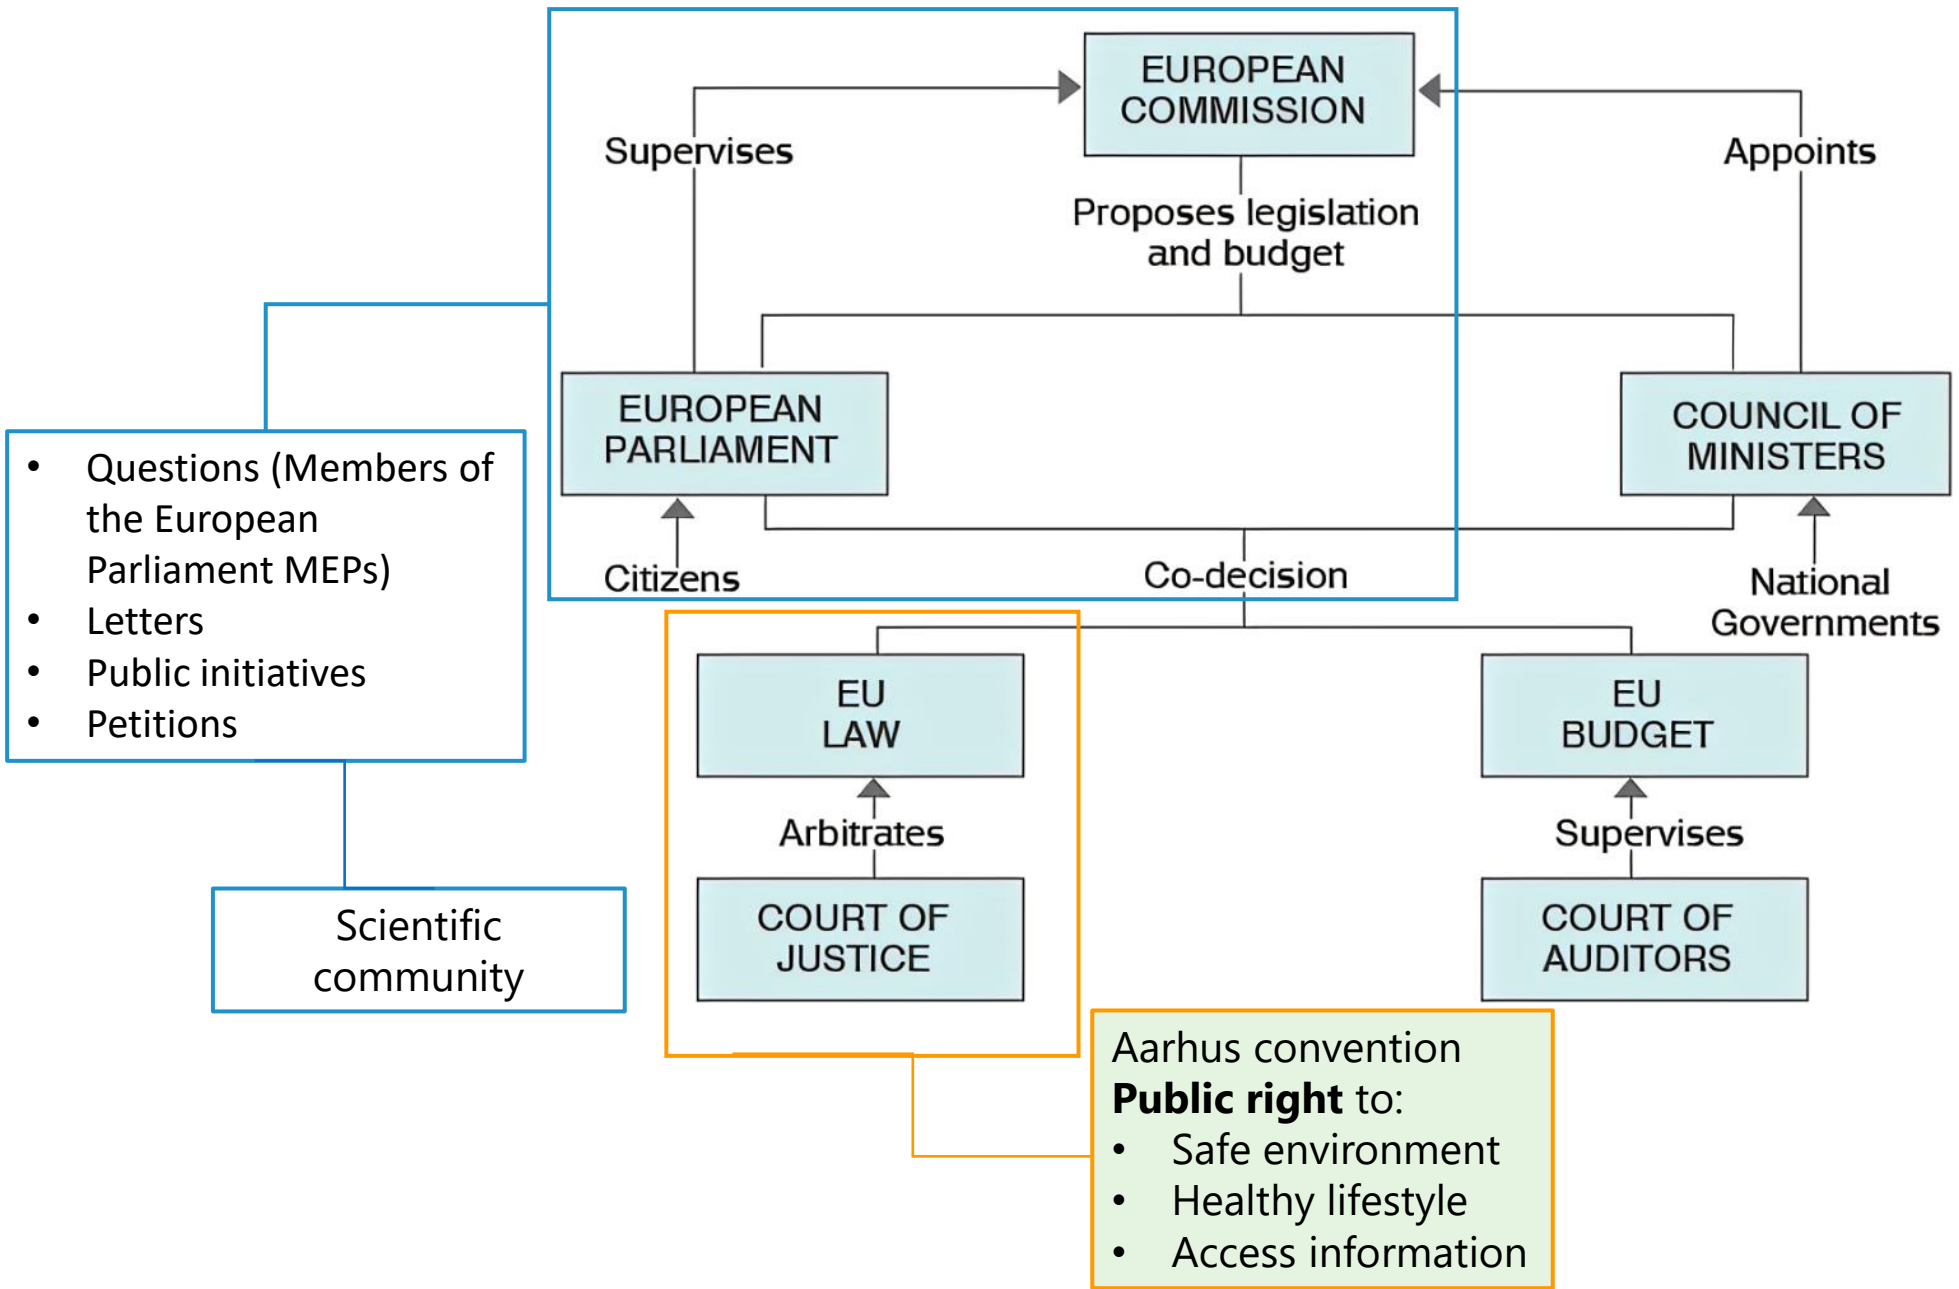 EUROPEAN
COMMISSION
Supervises
Appoints
Proposes legislation
and budget
EUROPEAN
PARLIAMENT
COUNCIL OF
MINISTERS
• Questions (Members of
the European
Parliament MEPs)
• Letters
• Public initiatives
• Petitions
Citizens
Co-decision
National
Governments
EU
LAW
EU
BUDGET
Arbitrates
Supervises
Scientific
community
COURT OF
JUSTICE
COURT OF
AUDITORS
Aarhus convention
Public right to:
• Safe environment
• Healthy lifestyle
• Access information